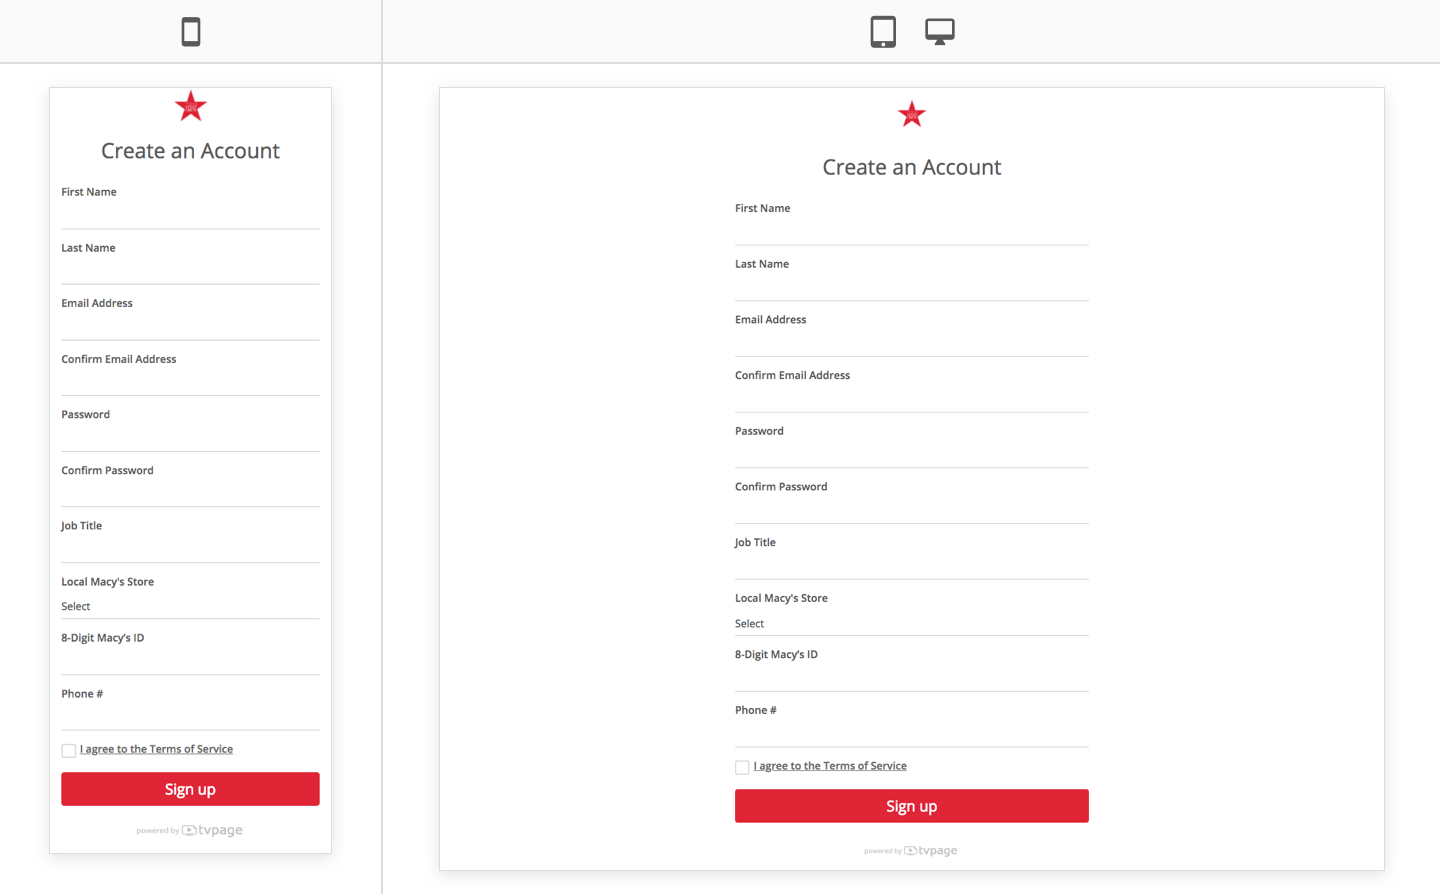 Create an Account
First Name
Last Name
Email Address
Confirm Email Address
Password
Confirm Password
Job Title
Local Macy's Store
Select
8-Digit Macy's ID
Phone #
I agree to the Terms of Service
Sign up
powered by tvpage
Create an Account
First Name
Last Name
Email Address
Confirm Email Address
Password
Confirm Password
Job Title
Local Macy's Store
Select
8-Digit Macy's ID
Phone #
I agree to the Terms of Service
Sign up
powered by tvpage